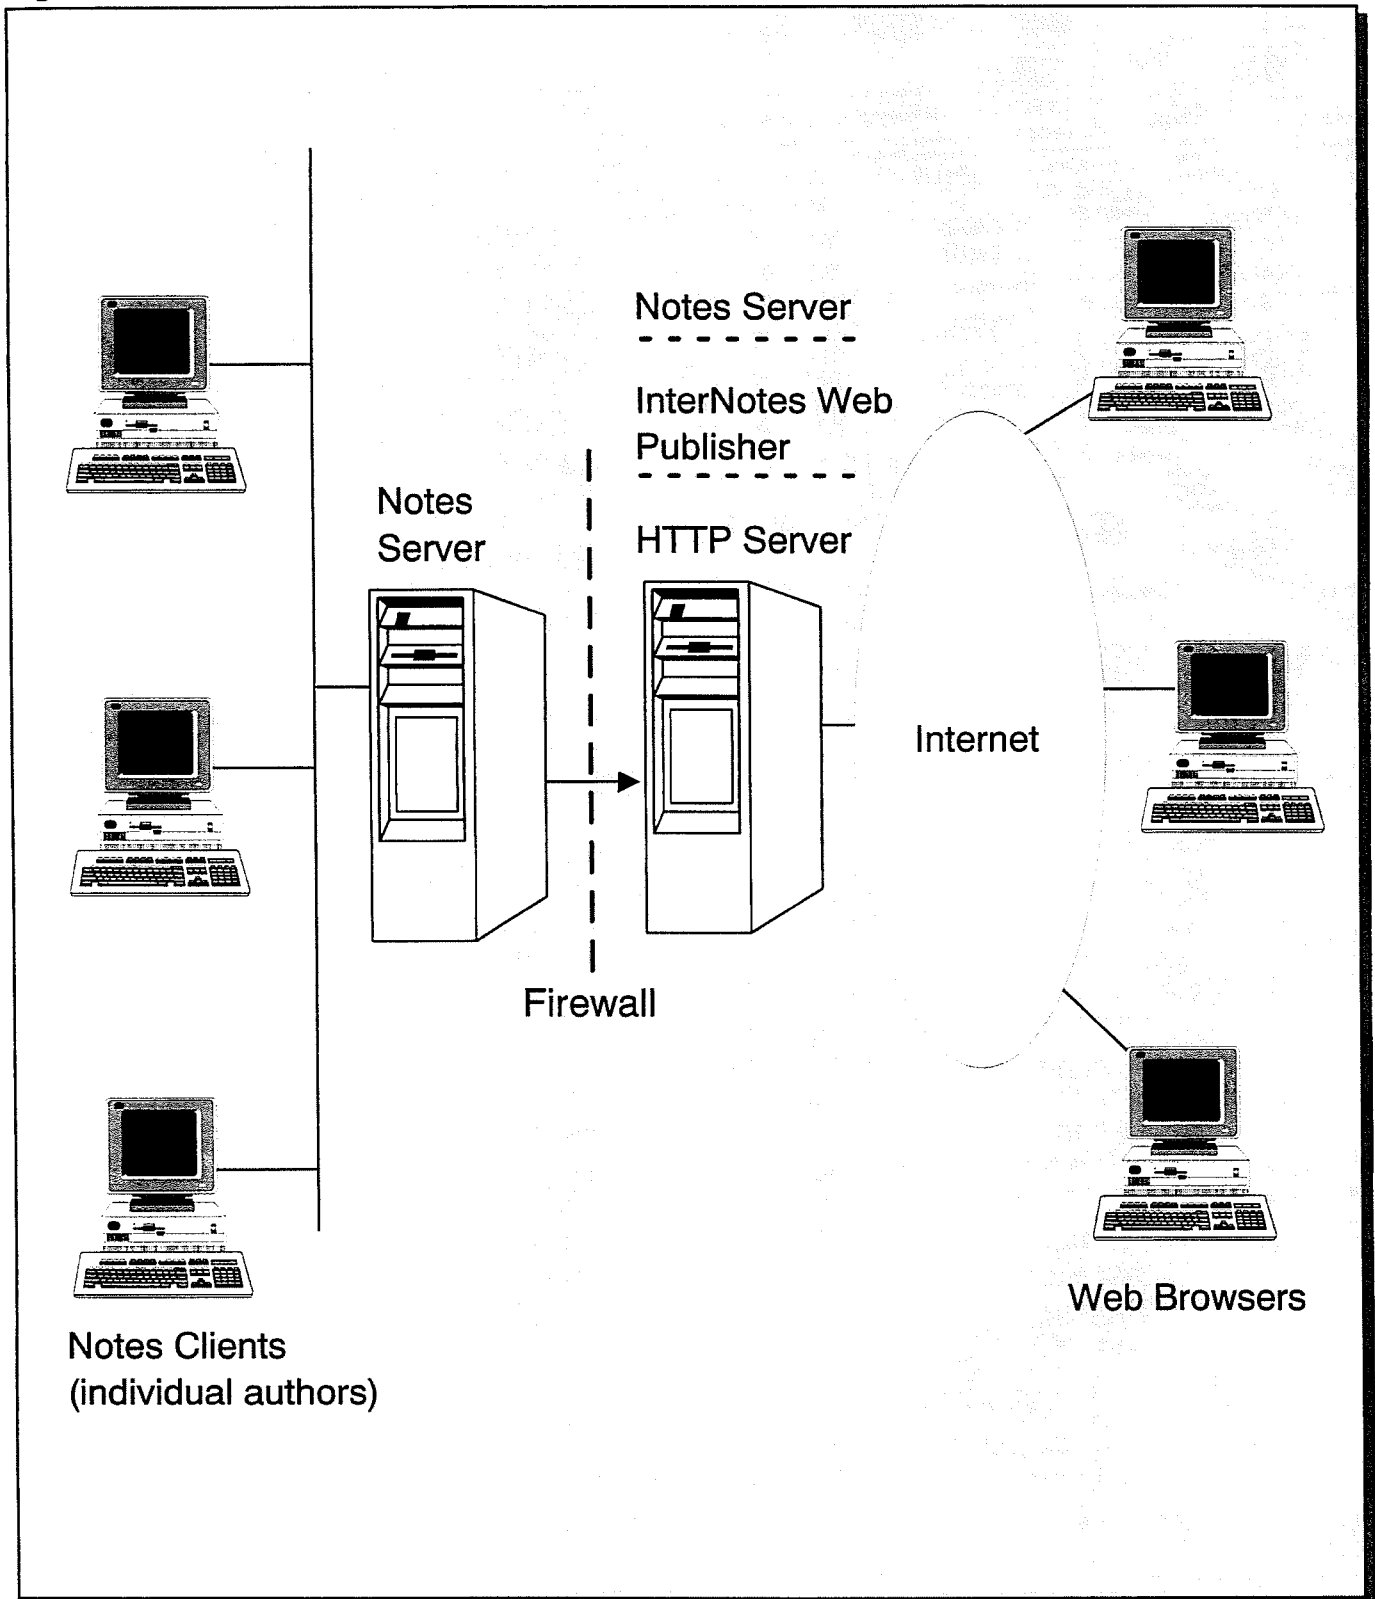 Notes Server
InterNotes Web
Publisher
Notes
Server
HTTP Server
Internet
Firewall
Web Browsers
Notes Clients
(individual authors)